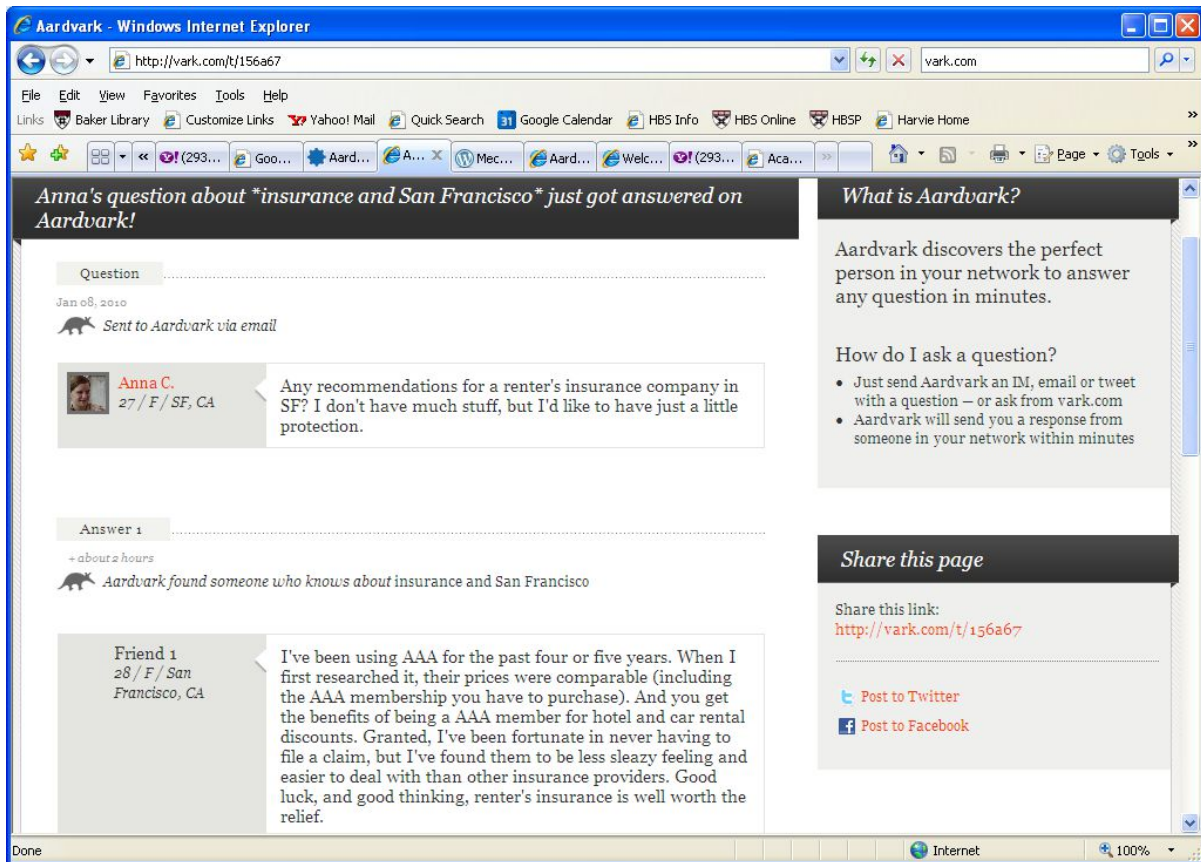 Aardvark - Windows Internet Explorer
http://vark.com/t/156a67
vark.com
File Edit View Favorites Tools Help
Links Baker Library Customize Links Yahoo! Mail Quick Search 31 Google Calendar HBS Info HBS Online HBSP Harvie Home »
« (293... Goo... Aard... A... X Mec... Aard... Welc... (293... Aca... » Page Tools »
Anna's question about *insurance and San Francisco* just got answered on
Aardvark!
Question
Jan 08, 2010
Sent to Aardvark via email
Anna C.
27 / F / SF, CA
Any recommendations for a renter's insurance company in
SF? I don't have much stuff, but I'd like to have just a little
protection.
Answer 1
+ about 2 hours
Aardvark found someone who knows about insurance and San Francisco
Friend 1
28 / F / San
Francisco, CA
I've been using AAA for the past four or five years. When I
first researched it, their prices were comparable (including
the AAA membership you have to purchase). And you get
the benefits of being a AAA member for hotel and car rental
discounts. Granted, I've been fortunate in never having to
file a claim, but I've found them to be less sleazy feeling and
easier to deal with than other insurance providers. Good
luck, and good thinking, renter's insurance is well worth the
relief.
What is Aardvark?
Aardvark discovers the perfect
person in your network to answer
any question in minutes.
How do I ask a question?
• Just send Aardvark an IM, email or tweet
with a question – or ask from vark.com
• Aardvark will send you a response from
someone in your network within minutes
Share this page
Share this link:
http://vark.com/t/156a67
Post to Twitter
Post to Facebook
Done Internet 100%